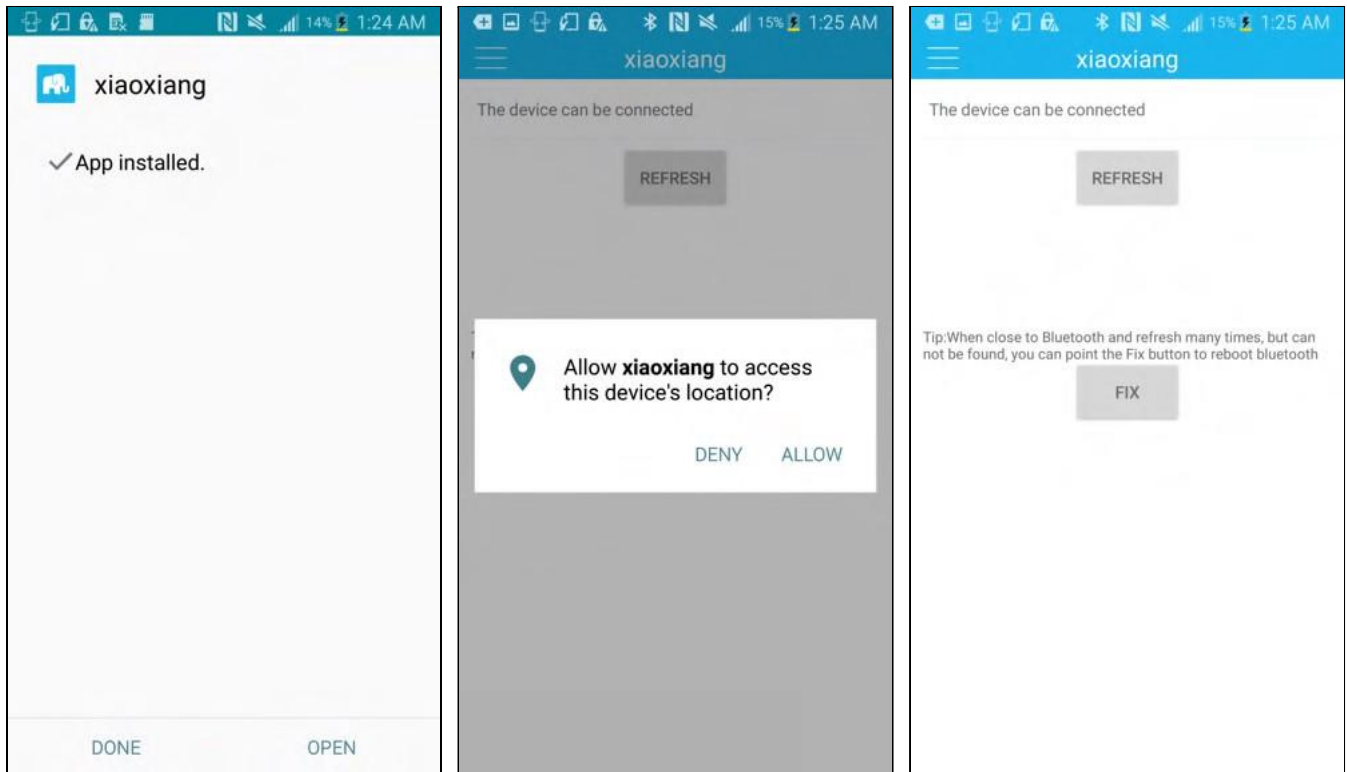 14% 1:24 AM
xiaoxiang
App installed.
DONE OPEN
15% 1:25 AM
xiaoxiang
The device can be connected
REFRESH
Allow xiaoxiang to access
this device's location?
DENY ALLOW
15% 1:25 AM
xiaoxiang
The device can be connected
REFRESH
Tip:When close to Bluetooth and refresh many times, but can
not be found, you can point the Fix button to reboot bluetooth
FIX